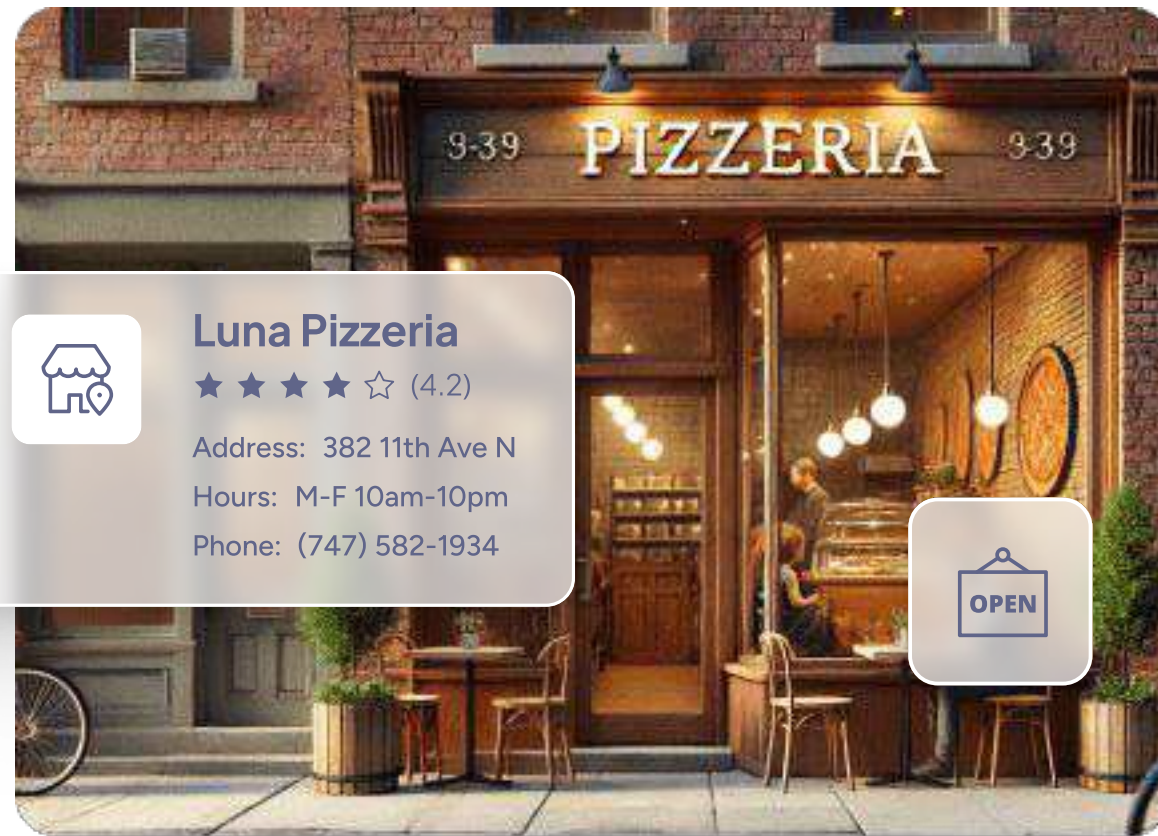 9-39 PIZZERIA 9-39
Luna Pizzeria
(4.2)
Address: 382 11th Ave N
Hours: M-F 10am-10pm
Phone: (747) 582-1934
OPEN